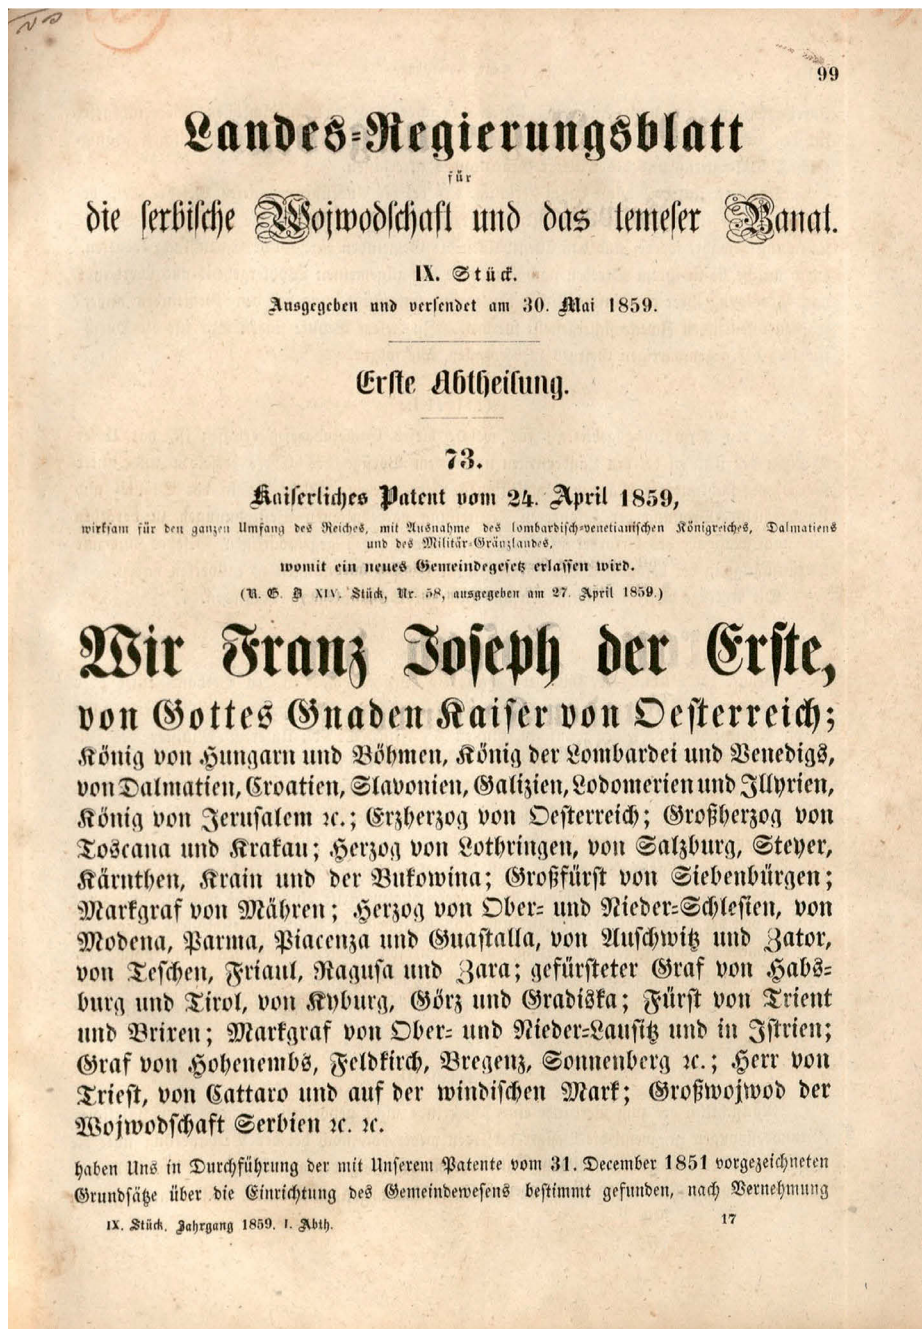 99
Landes-Regierungsblatt
für
die serbische Wojwodschaft und das temeser Banat.
IX. Stück.
Ausgegeben und versendet am 30. Mai 1859.
Erste Abtheilung.
73.
Kaiserliches Patent vom 24. April 1859,
wirksam für den ganzen Umfang des Reiches, mit Ausnahme des lombardisch-venetianischen Königreiches, Dalmatiens
und des Militär-Gränzlandes,
womit ein neues Gemeindegesetz erlassen wird.
(R. G. B XIV. Stück, Nr. 58, ausgegeben am 27. April 1859.)
Wir Franz Joseph der Erste,
von Gottes Gnaden Kaiser von Oesterreich;
König von Hungarn und Böhmen, König der Lombardei und Venedigs,
von Dalmatien, Croatien, Slavonien, Galizien, Lodomerien und Illyrien,
König von Jerusalem ꝛc.; Erzherzog von Oesterreich; Großherzog von
Toscana und Krakau; Herzog von Lothringen, von Salzburg, Steyer,
Kärnthen, Krain und der Bukowina; Großfürst von Siebenbürgen;
Markgraf von Mähren; Herzog von Ober- und Nieder-Schlesien, von
Modena, Parma, Piacenza und Guastalla, von Auschwitz und Zator,
von Teschen, Friaul, Ragusa und Zara; gefürsteter Graf von Habs-
burg und Tirol, von Kyburg, Görz und Gradiska; Fürst von Trient
und Brixen; Markgraf von Ober- und Nieder-Lausitz und in Istrien;
Graf von Hohenembs, Feldkirch, Bregenz, Sonnenberg ꝛc.; Herr von
Triest, von Cattaro und auf der windischen Mark; Großwojwod der
Wojwodschaft Serbien ꝛc. ꝛc.
haben Uns in Durchführung der mit Unserem Patente vom 31. December 1851 vorgezeichneten
Grundsätze über die Einrichtung des Gemeindewesens bestimmt gefunden, nach Vernehmung
IX. Stück. Jahrgang 1859. I. Abth.
17